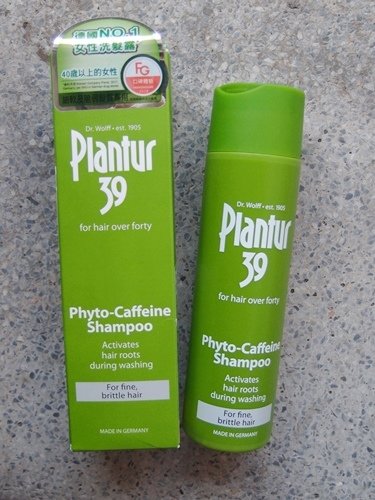 德國NO.1
女性洗髮露
40歲以上的女性
FG
Dr. Wolff • est. 1905
Plantur
39
for hair over forty
Phyto-Caffeine
Shampoo
Activates
hair roots
during washing
For fine,
brittle hair
MADE IN GERMANY
Dr. Wolff • est. 1905
Plantur
39
for hair over forty
Phyto-Caffeine
Shampoo
Activates
hair roots
during washing
For fine,
brittle hair
MADE IN GERMANY